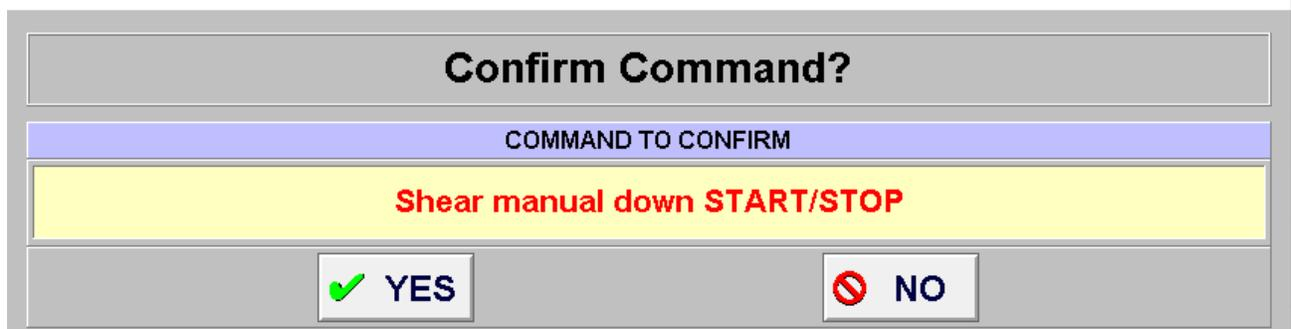 Confirm Command?
COMMAND TO CONFIRM
Shear manual down START/STOP
YES NO